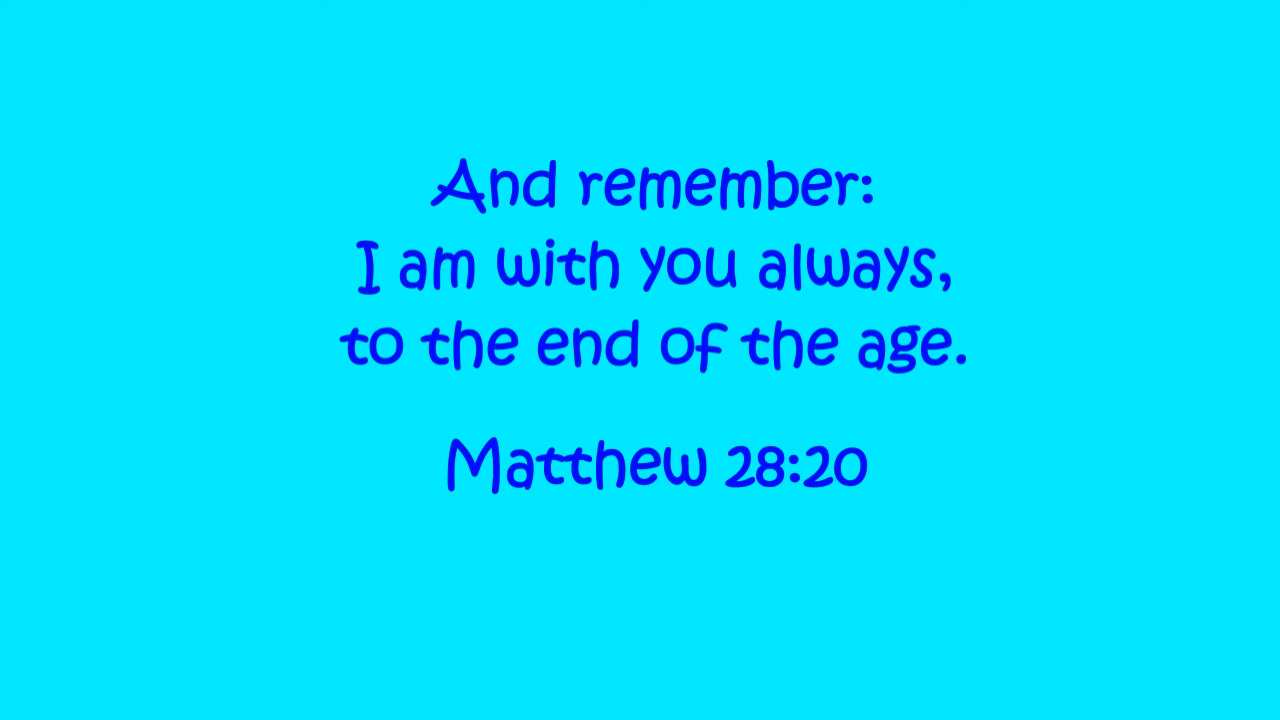 And remember:
I am with you always,
to the end of the age.
Matthew 28:20